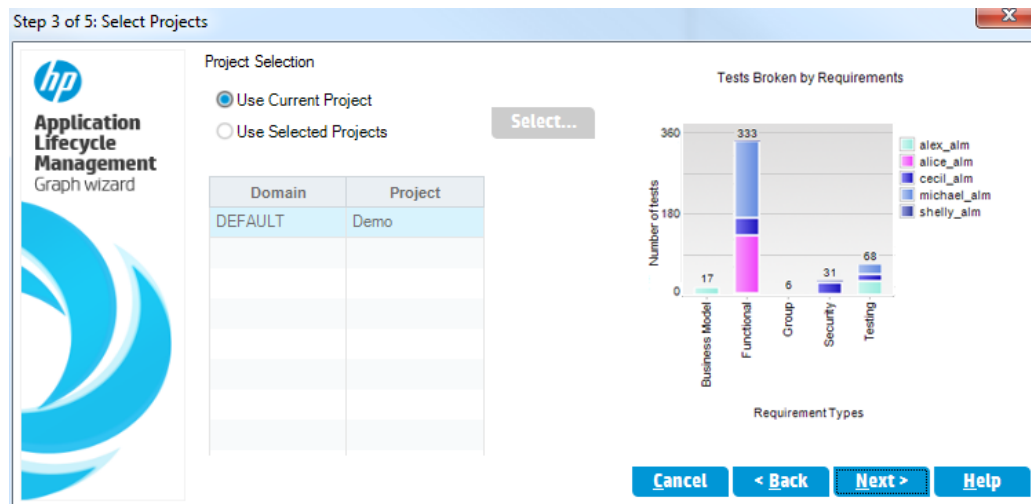 Step 3 of 5: Select Projects
X
hp
Application
Lifecycle
Management
Graph wizard
Project Selection
Use Current Project
Use Selected Projects
Select...
Domain Project
DEFAULT Demo
Tests Broken by Requirements
Number of tests
360
180
0
17
333
6
31
68
Business Model
Functional
Group
Security
Testing
Requirement Types
alex_alm
alice_alm
cecil_alm
michael_alm
shelly_alm
Cancel
< Back
Next >
Help